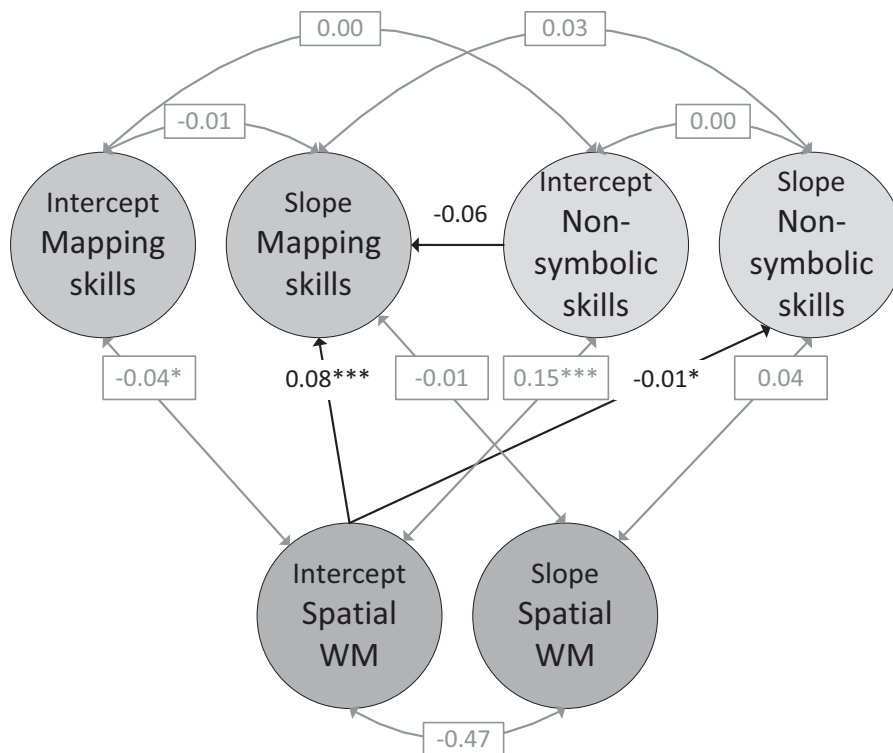 0.00
0.03
-0.01
0.00
Intercept
Mapping
skills
Slope
Mapping
skills
-0.06
Intercept
Non-
symbolic
skills
Slope
Non-
symbolic
skills
-0.04*
0.08***
-0.01
0.15***
-0.01*
0.04
Intercept
Spatial
WM
Slope
Spatial
WM
-0.47